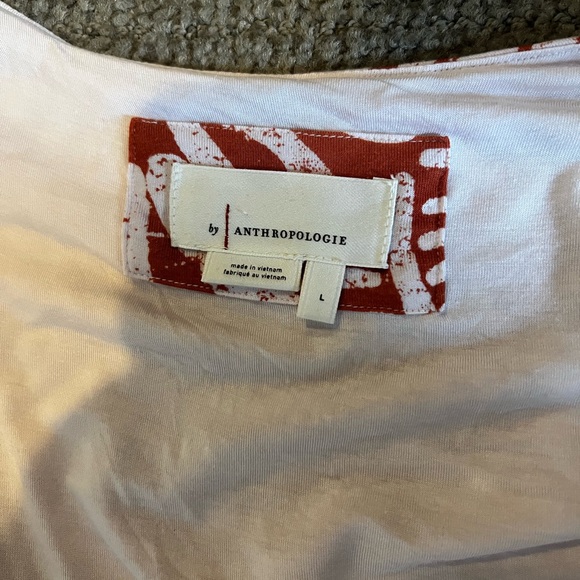 by ANTHROPOLOGIE
made in vietnam
fabriqué au vietnam
L